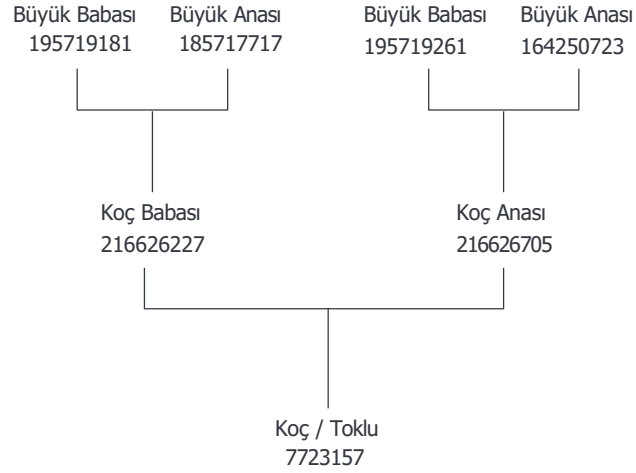 Büyük Babası Büyük Anası Büyük Babası Büyük Anası
195719181 185717717 195719261 164250723
Koç Babası Koç Anası
216626227 216626705
Koç / Toklu
7723157